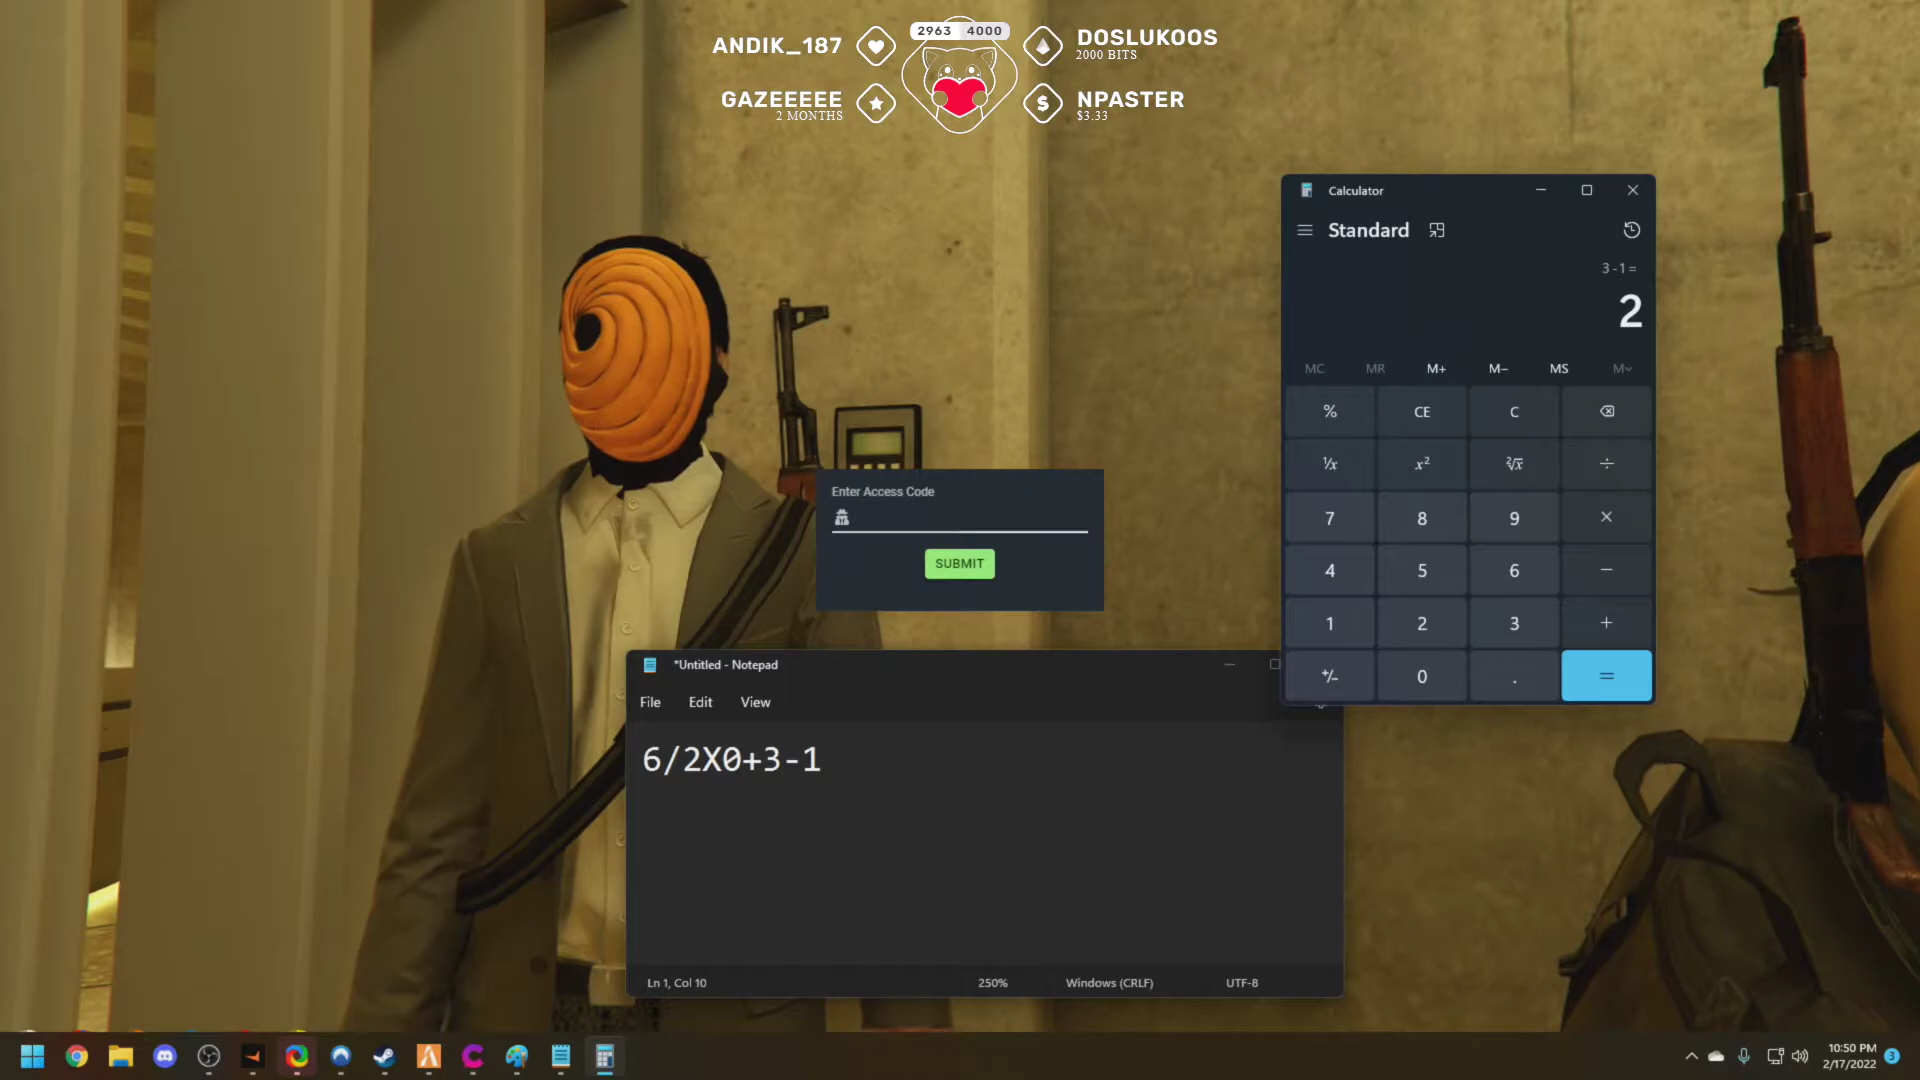 ANDIK_187
2963 4000
DOSLUKOOS
2000 BITS
GAZEEEEE
2 MONTHS
$
NPASTER
$3.33
Calculator
Standard
3 - 1 =
2
MC MR M+ M− MS M
% CE C
¹/x x² ²√x ÷
7 8 9 ×
4 5 6 −
1 2 3 +
+/− 0 . =
Enter Access Code
SUBMIT
*Untitled - Notepad
File Edit View
6/2X0+3-1
Ln 1, Col 10 250% Windows (CRLF) UTF-8
10:50 PM
2/17/2022
3